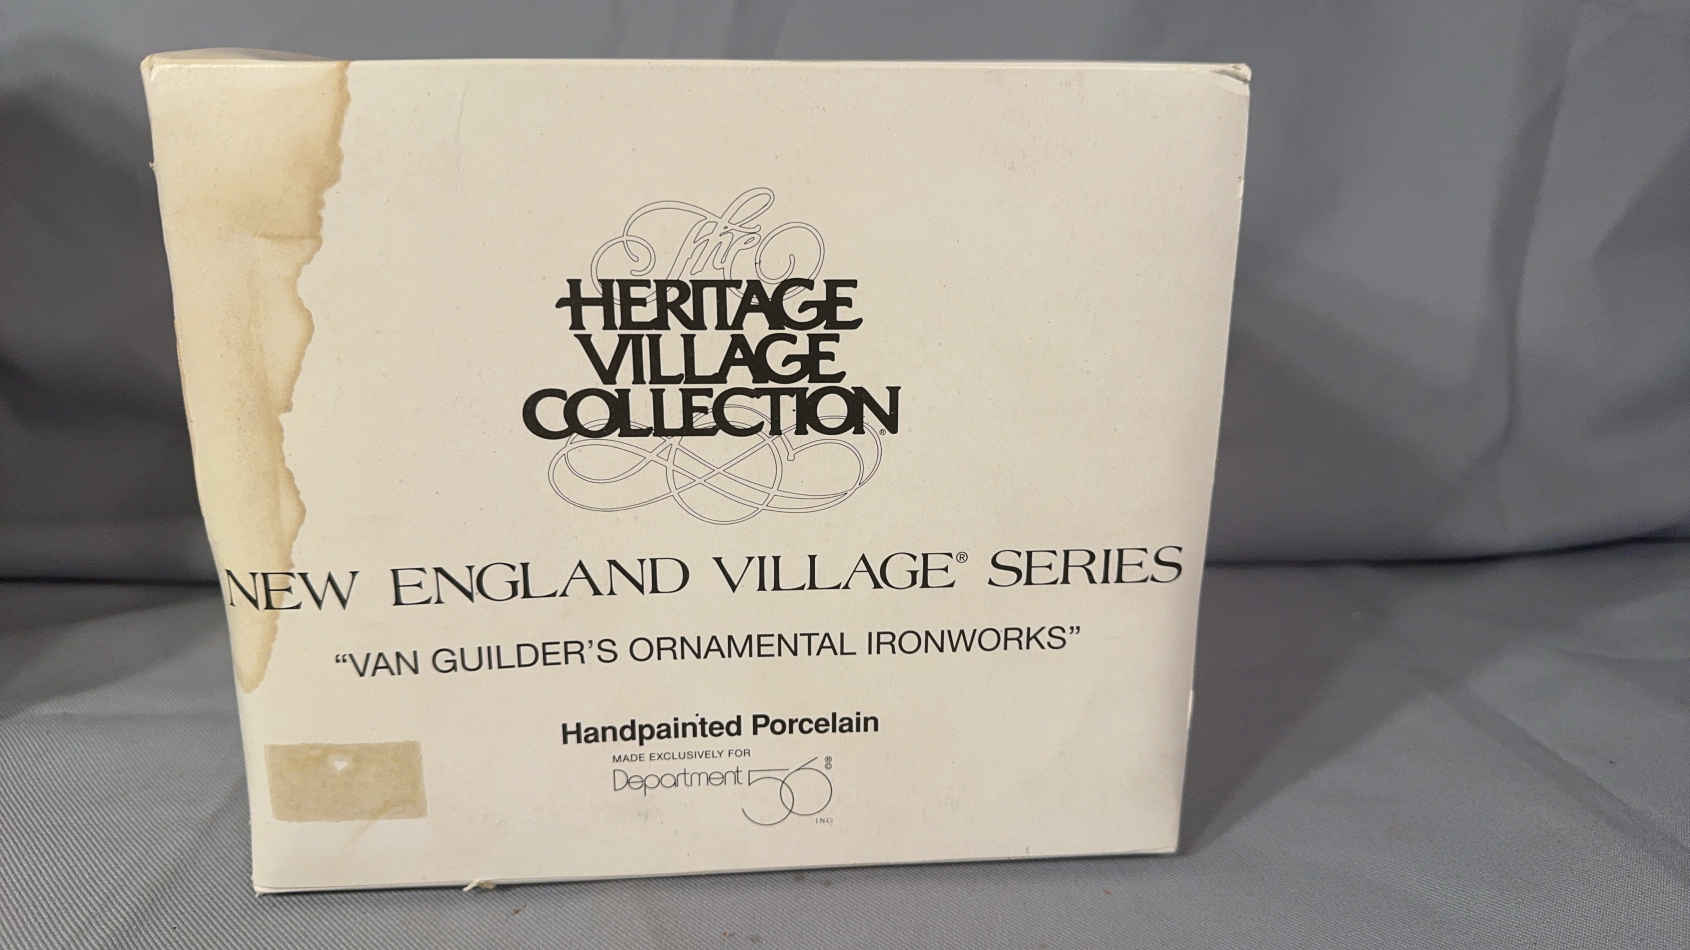 The
HERITAGE
VILLAGE
COLLECTION®
NEW ENGLAND VILLAGE® SERIES
“VAN GUILDER’S ORNAMENTAL IRONWORKS”
Handpainted Porcelain
MADE EXCLUSIVELY FOR
Department 56 ®©
INC